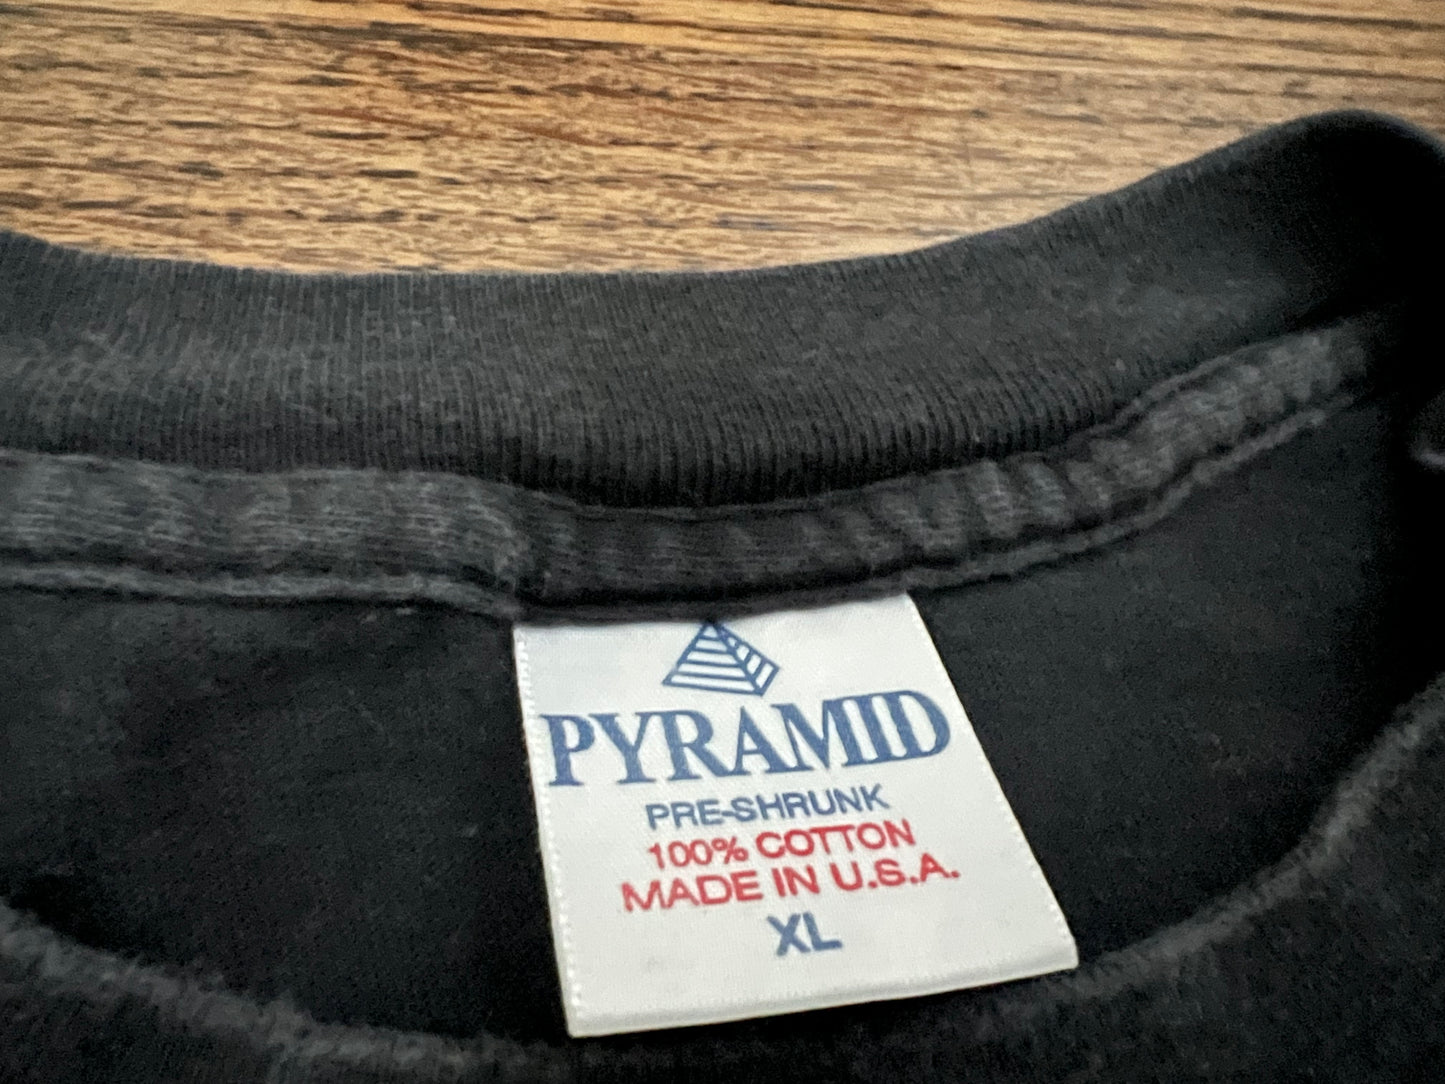 PYRAMID
PRE-SHRUNK
100% COTTON
MADE IN U.S.A.
XL